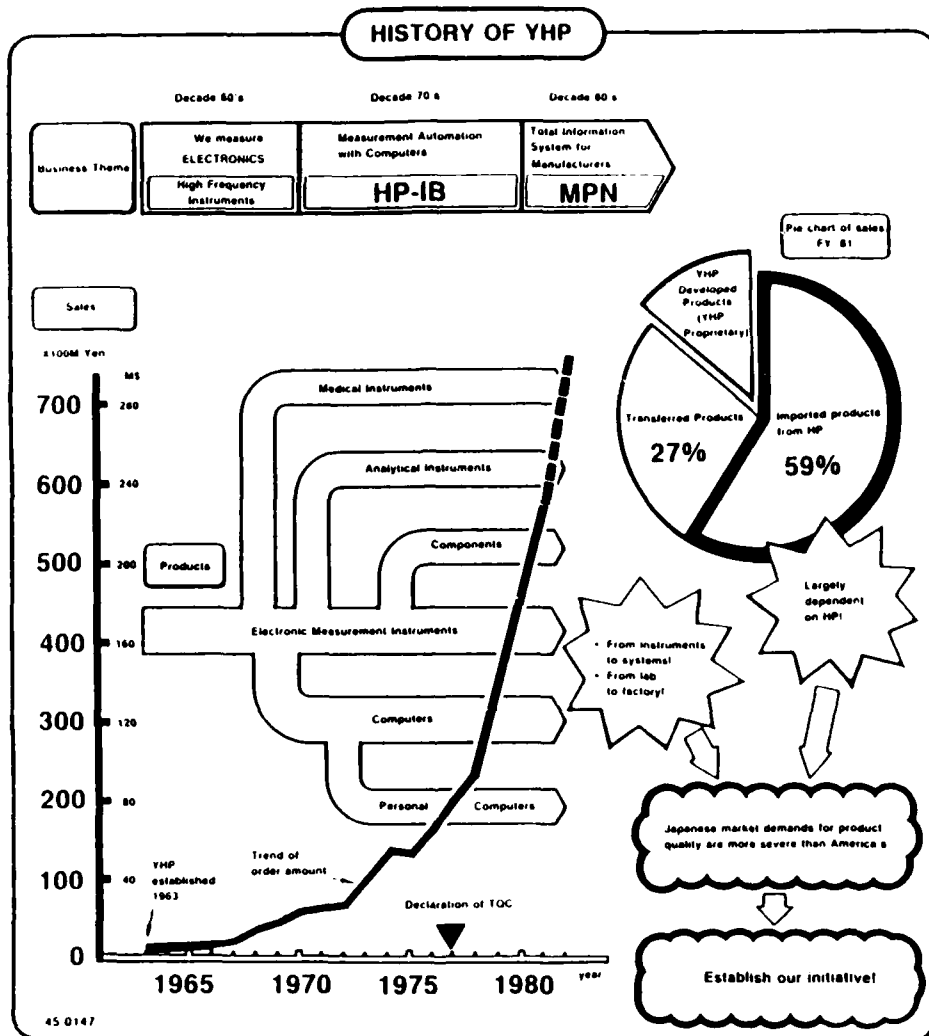 HISTORY OF YHP
Decade 60's
Decade 70's
Decade 80's
Business Theme
We measure
ELECTRONICS
High Frequency
Instruments
Measurement Automation
with Computers
HP-IB
Total Information
System for
Manufacturers
MPN
Pie chart of sales
FY. 81
YHP
Developed
Products
(YHP
Proprietary)
Transferred Products
27%
Imported products
from HP
59%
Sales
x100M Yen
M$
700
260
600
240
500
200
400
160
300
120
200
80
100
40
0
Products
Medical Instruments
Analytical Instruments
Components
Electronic Measurement Instruments
Computers
Personal Computers
YHP
established
1963
Trend of
order amount
Declaration of TQC
1965
1970
1975
1980
year
• From instruments
to systems!
• From lab
to factory!
Largely
dependent
on HP!
Japanese market demands for product
quality are more severe than America s
Establish our initiative!
45 0147